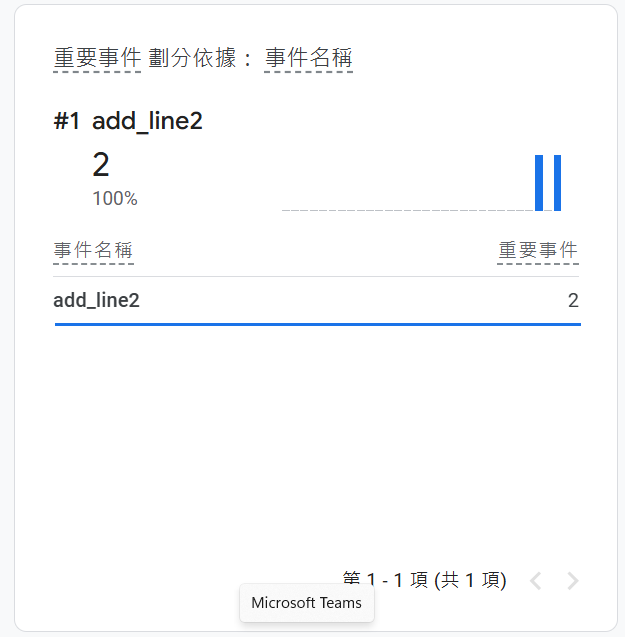 重要事件 劃分依據： 事件名稱
#1 add_line2
2
100%
事件名稱 重要事件
add_line2 2
第 1 - 1 項 (共 1 項)
Microsoft Teams